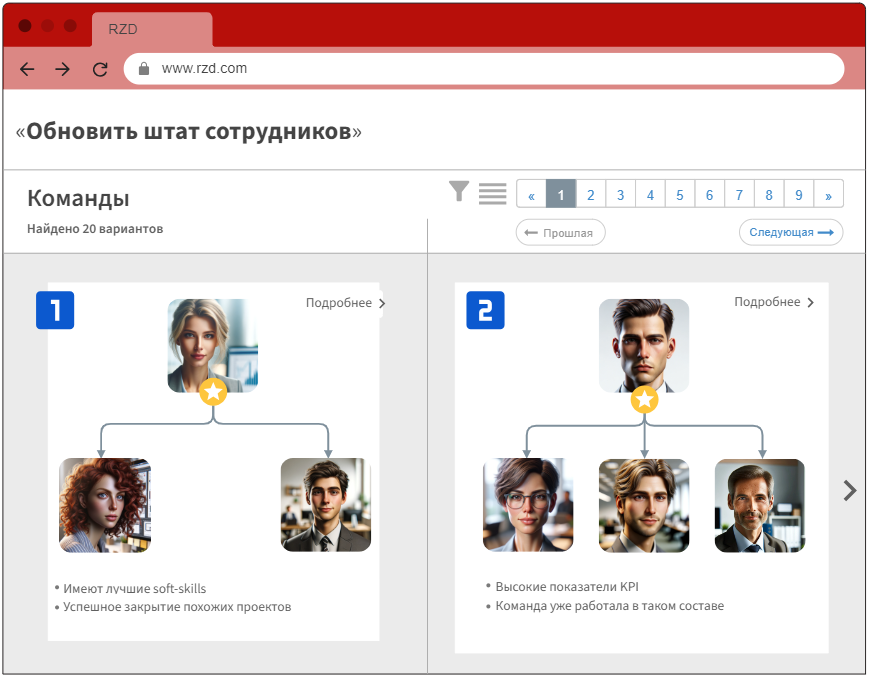 RZD
www.rzd.com
«Обновить штат сотрудников»
Команды
« 1 2 3 4 5 6 7 8 9 »
Найдено 20 вариантов
Прошлая
Следующая
1
Подробнее
Имеют лучшие soft-skills
Успешное закрытие похожих проектов
2
Подробнее
Высокие показатели KPI
Команда уже работала в таком составе